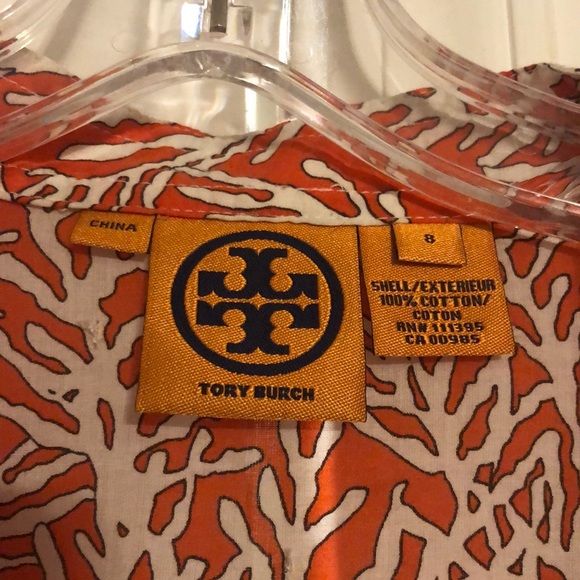 CHINA
TORY BURCH
8
SHELL/EXTERIEUR
100% COTTON/
COTON
RN# 111395
CA 00985